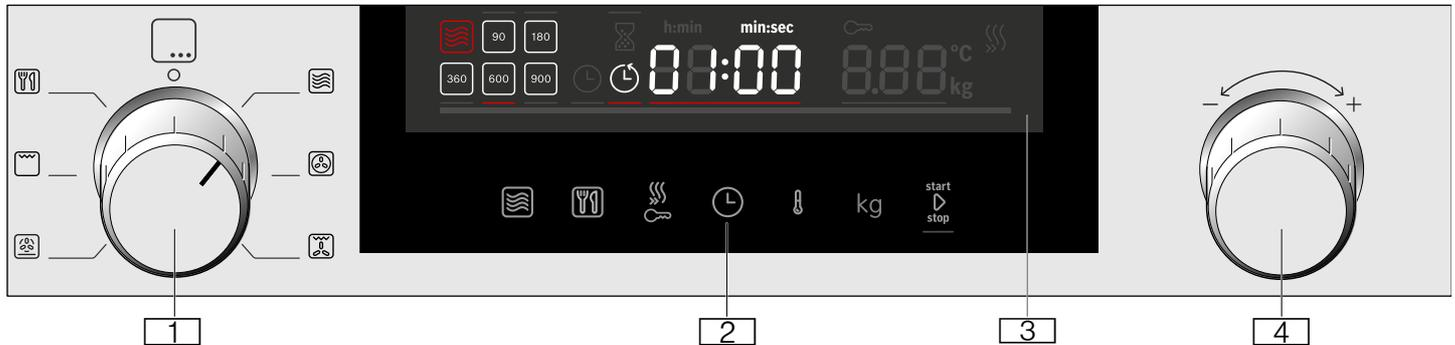 h:min min:sec
90 180
01:00 8.88 °C
360 600 900 kg
kg
start
stop
− +
1 2 3 4